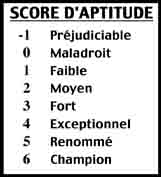 SCORE D'APTITUDE
-1 Préjudiciable
0 Maladroit
1 Faible
2 Moyen
3 Fort
4 Exceptionnel
5 Renommé
6 Champion